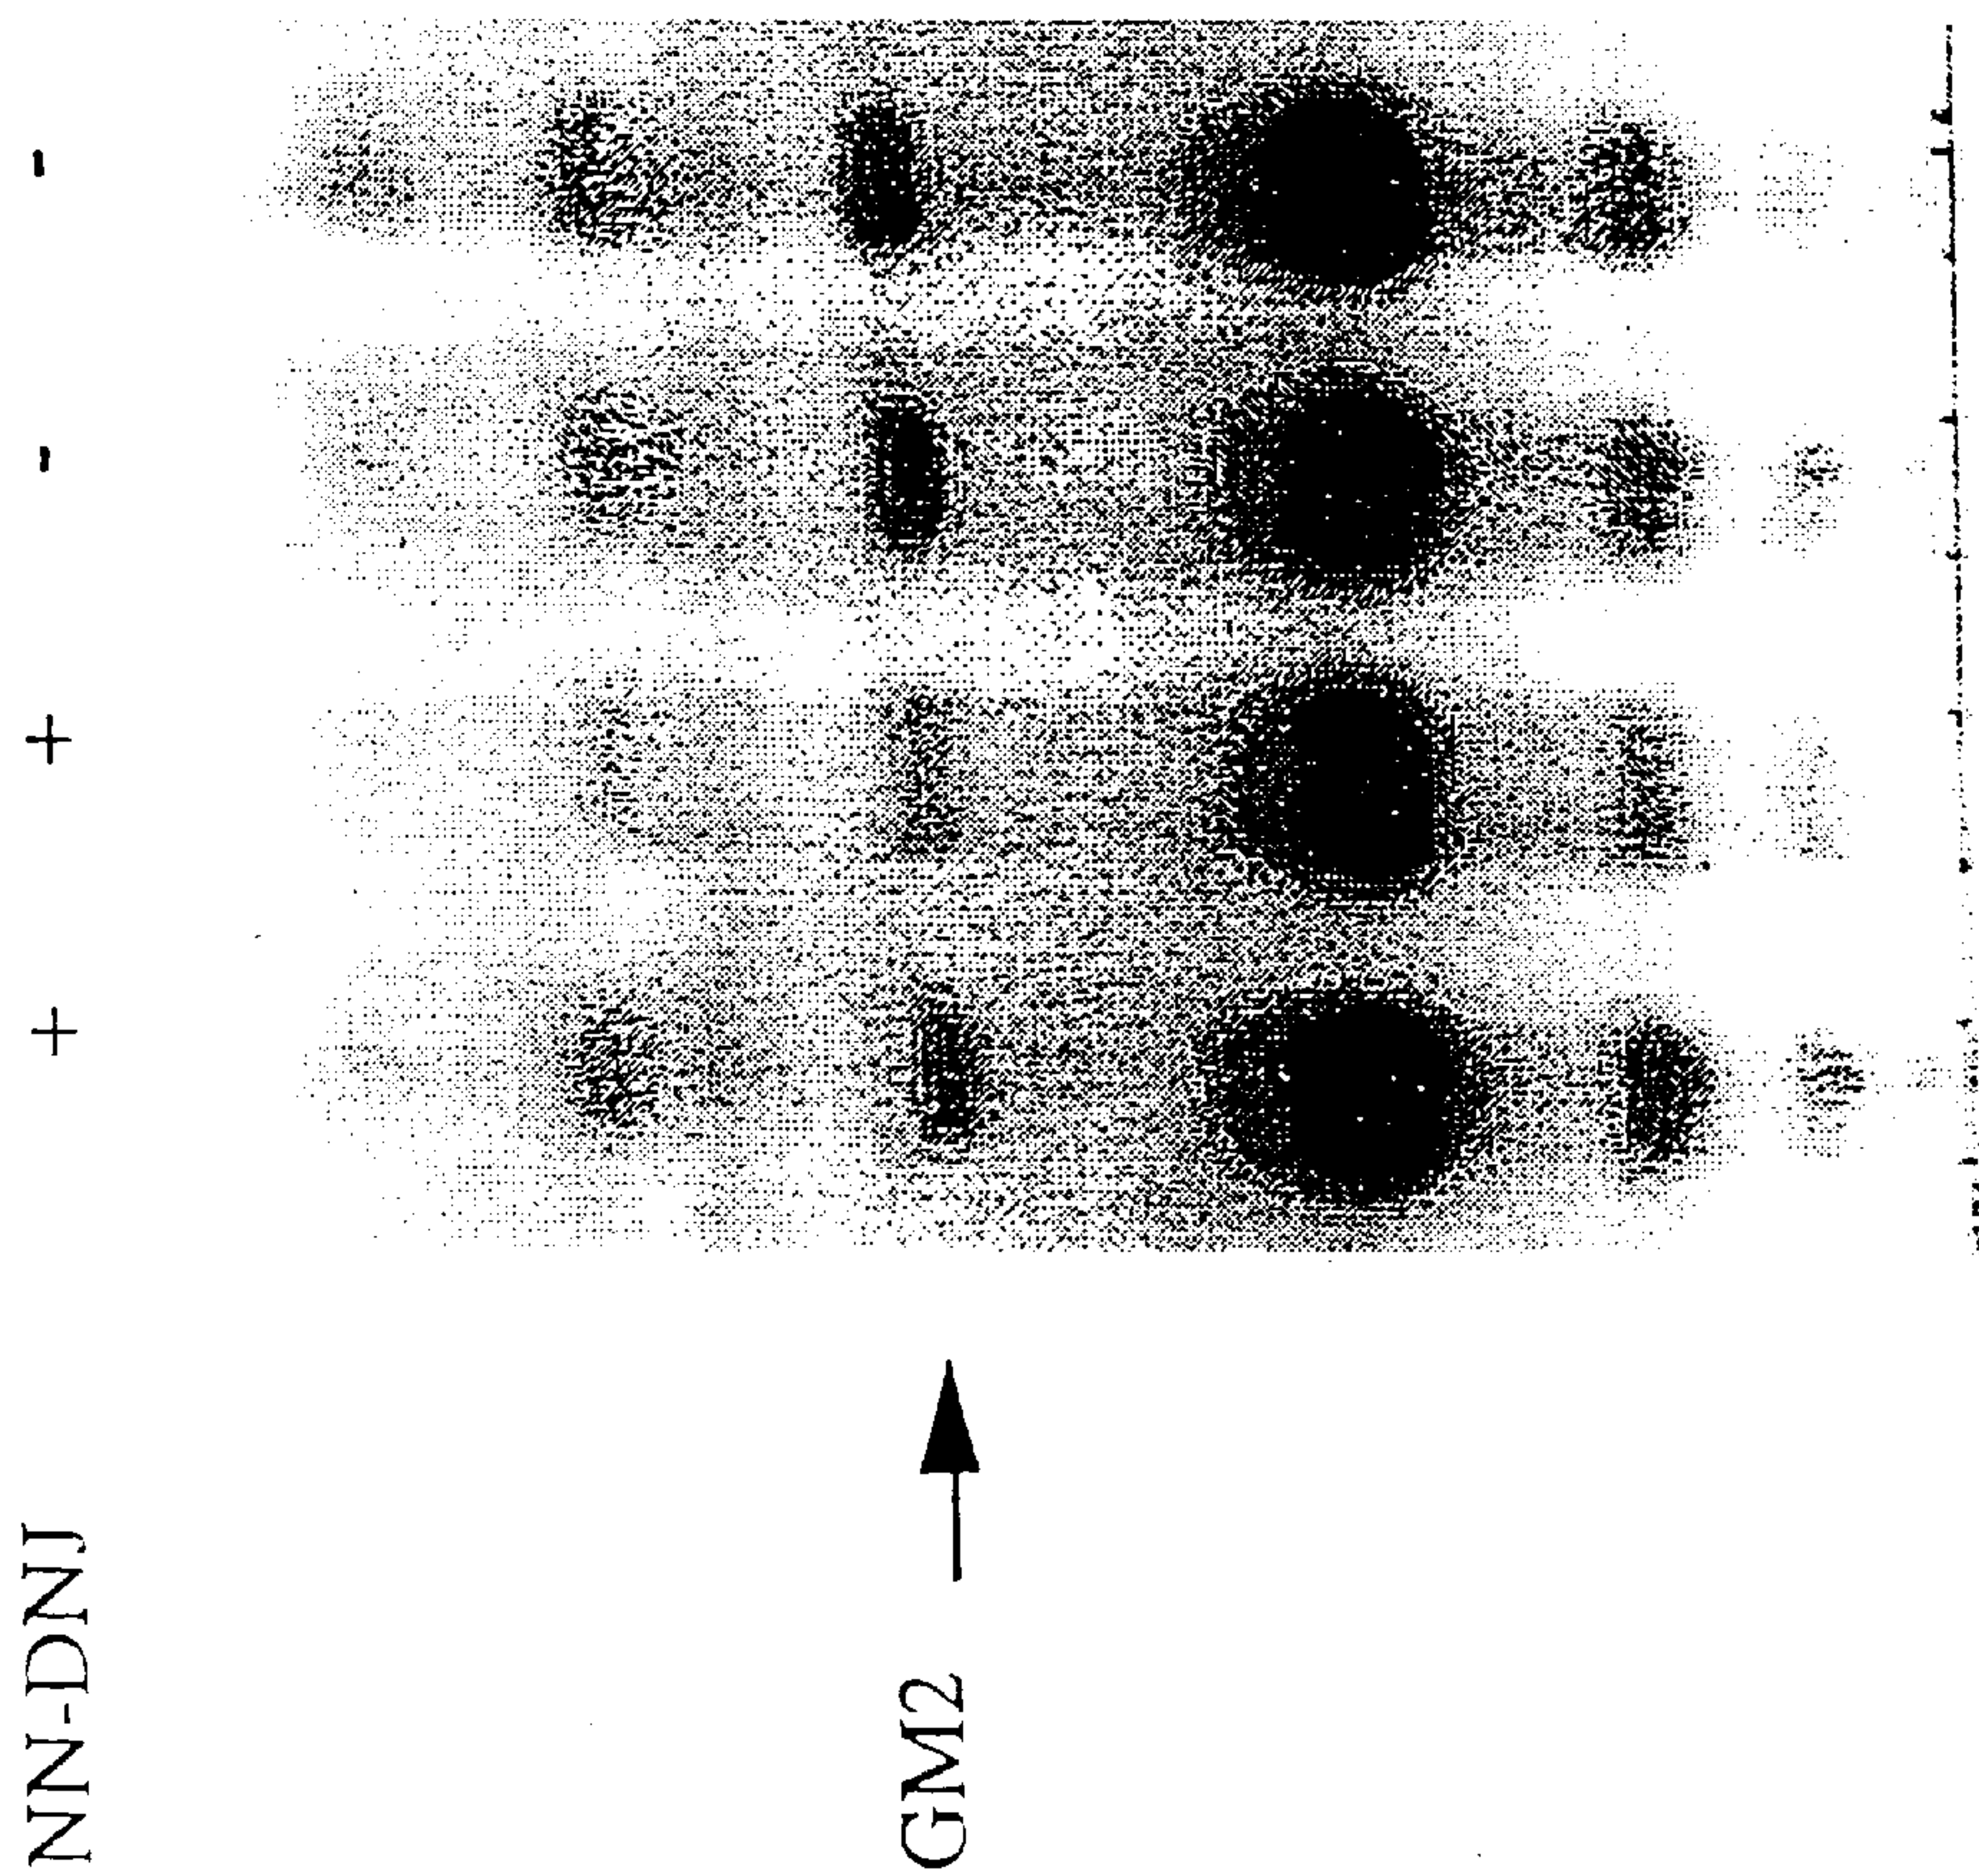 NN-DNJ + + - -
GM2